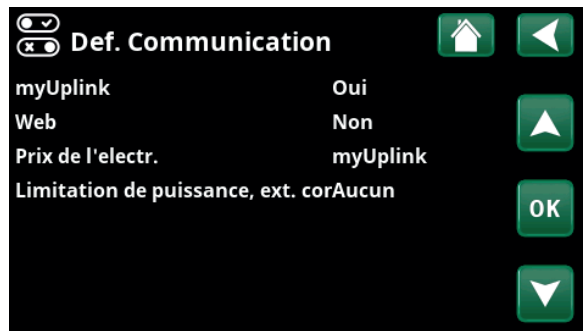 Def. Communication
myUplink Oui
Web Non
Prix de l'electr. myUplink
Limitation de puissance, ext. corAucun
OK